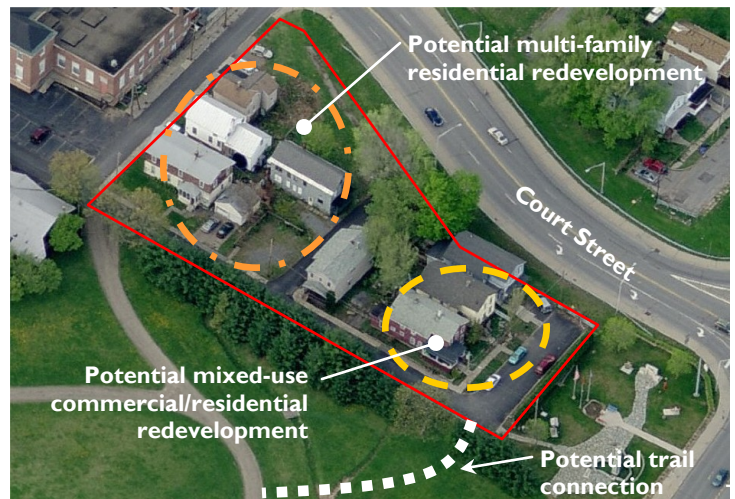 Potential multi-family
residential redevelopment
Court Street
Potential mixed-use
commercial/residential
redevelopment
Potential trail
connection